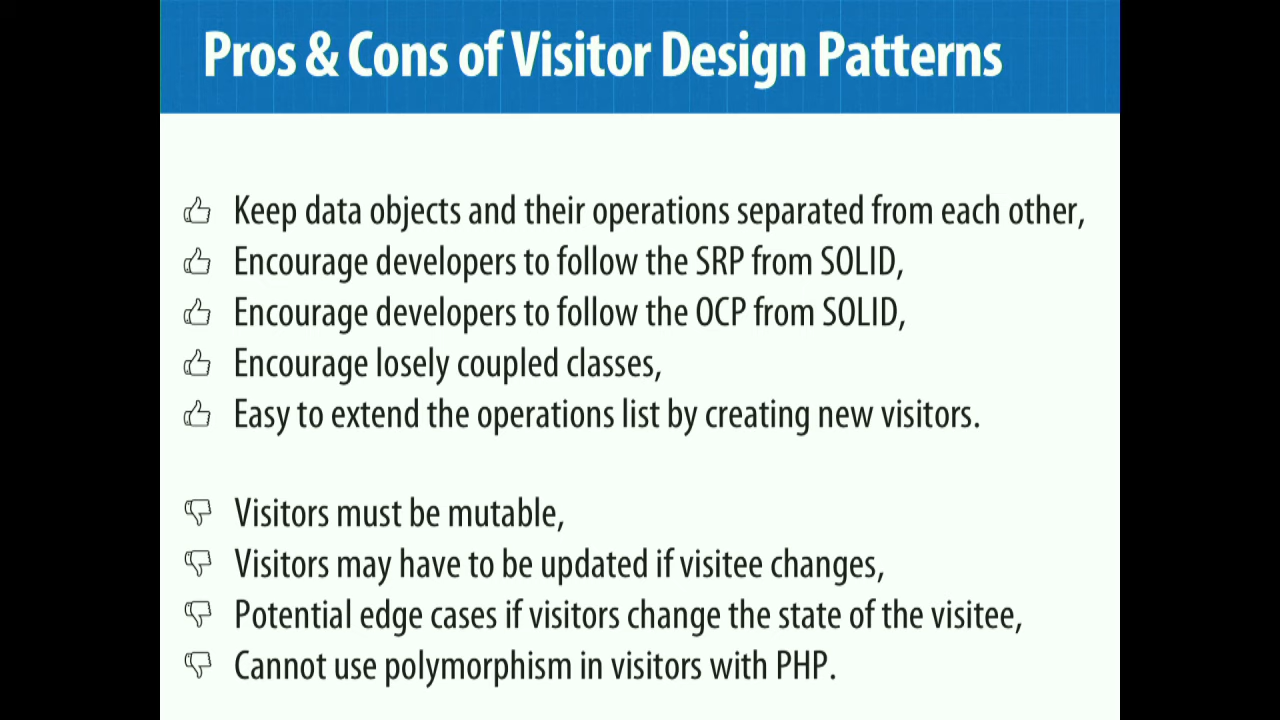 Pros & Cons of Visitor Design Patterns
Keep data objects and their operations separated from each other,
Encourage developers to follow the SRP from SOLID,
Encourage developers to follow the OCP from SOLID,
Encourage losely coupled classes,
Easy to extend the operations list by creating new visitors.
Visitors must be mutable,
Visitors may have to be updated if visitee changes,
Potential edge cases if visitors change the state of the visitee,
Cannot use polymorphism in visitors with PHP.